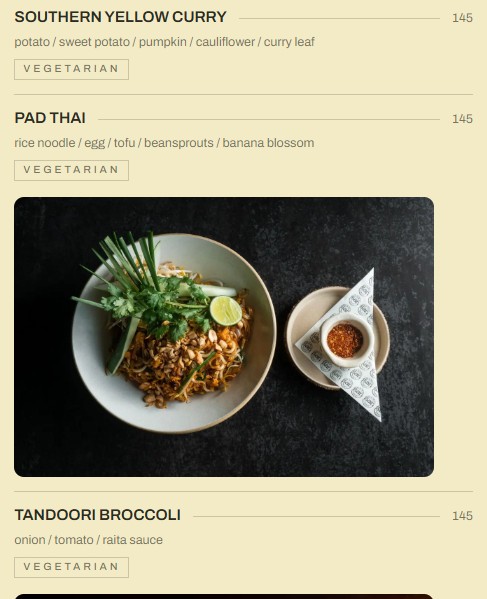 SOUTHERN YELLOW CURRY 145
potato / sweet potato / pumpkin / cauliflower / curry leaf
VEGETARIAN
PAD THAI 145
rice noodle / egg / tofu / beansprouts / banana blossom
VEGETARIAN
TANDOORI BROCCOLI 145
onion / tomato / raita sauce
VEGETARIAN